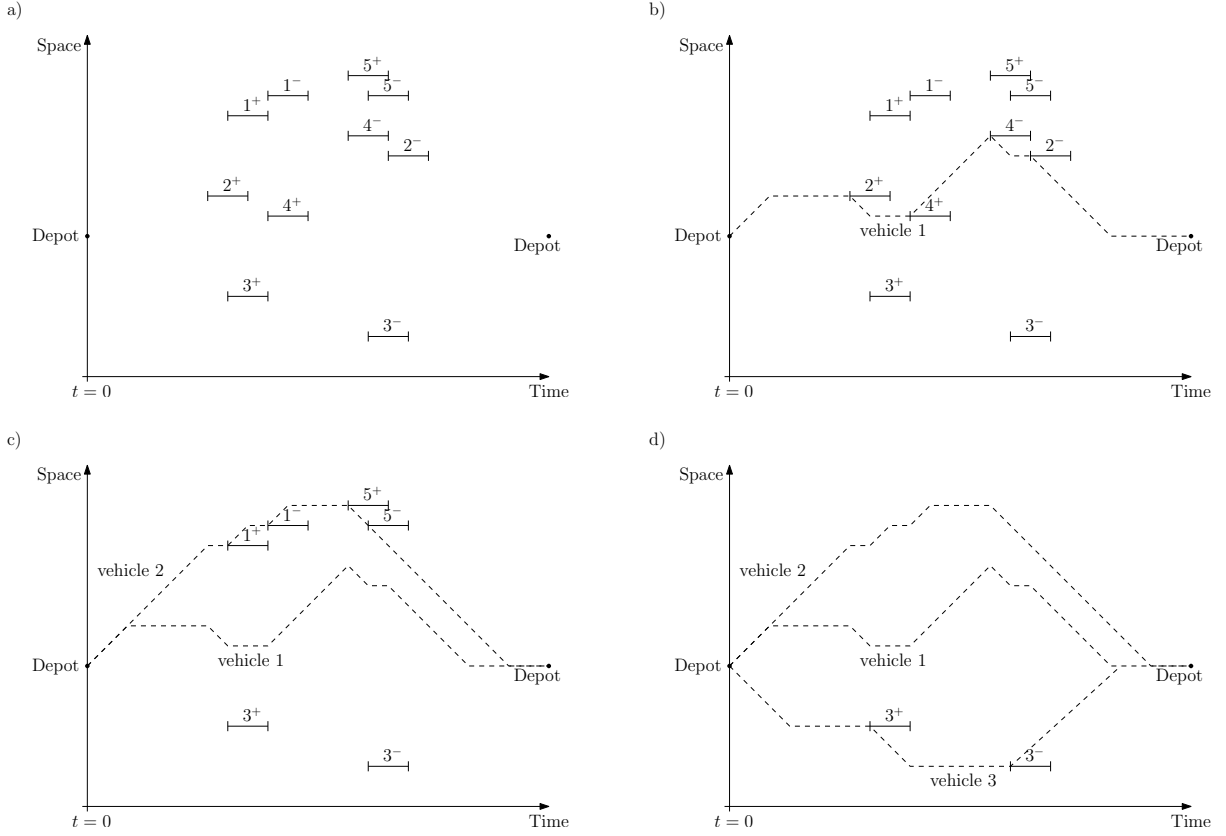 a)
Space
5⁺
1⁻
5⁻
1⁺
4⁻
2⁻
2⁺
4⁺
Depot
Depot
3⁺
3⁻
t = 0
Time
b)
Space
5⁺
1⁻
5⁻
1⁺
4⁻
2⁻
2⁺
4⁺
vehicle 1
Depot
Depot
3⁺
3⁻
t = 0
Time
c)
Space
5⁺
1⁻
5⁻
1⁺
vehicle 2
vehicle 1
Depot
Depot
3⁺
3⁻
t = 0
Time
d)
Space
vehicle 2
vehicle 1
Depot
Depot
3⁺
3⁻
vehicle 3
t = 0
Time